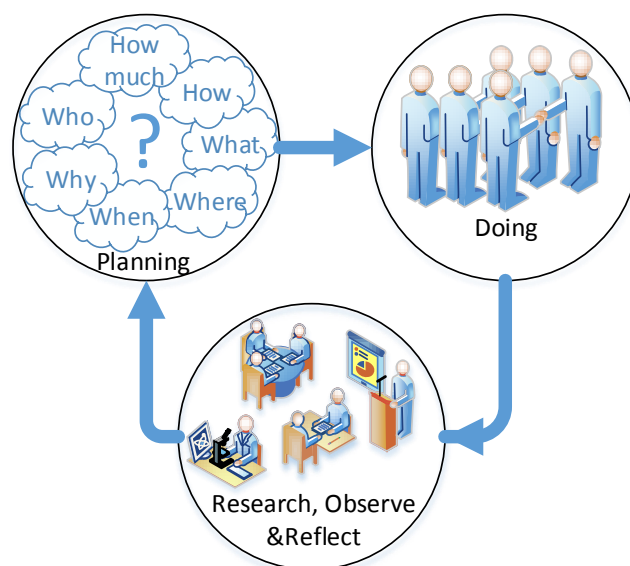 How
much
How
Who
?
What
Why
Where
When
Planning
Doing
Research, Observe
&Reflect